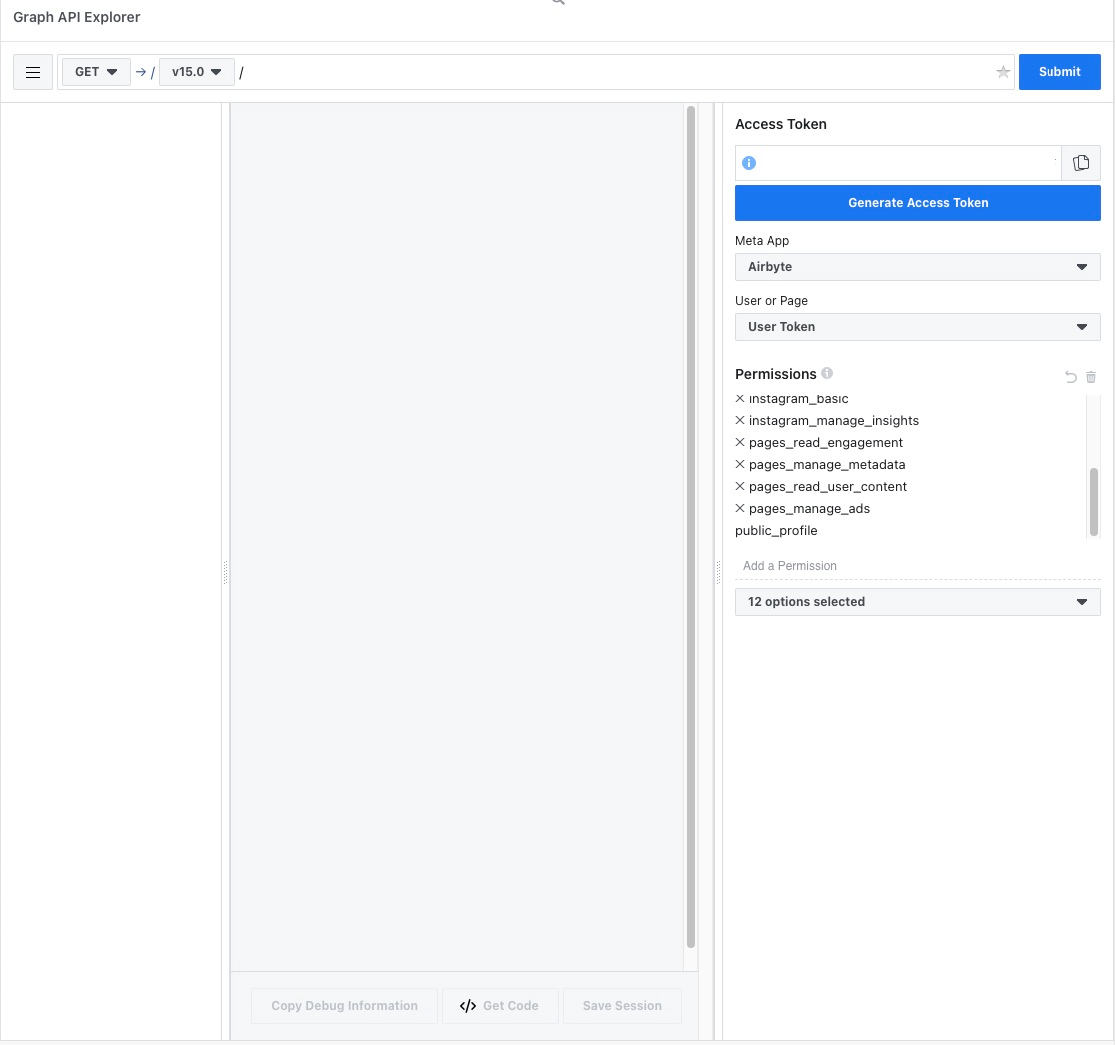 Graph API Explorer
GET → / v15.0 /
Submit
Access Token
Generate Access Token
Meta App
Airbyte
User or Page
User Token
Permissions
instagram_basic
instagram_manage_insights
pages_read_engagement
pages_manage_metadata
pages_read_user_content
pages_manage_ads
public_profile
Add a Permission
12 options selected
Copy Debug Information
</> Get Code
Save Session